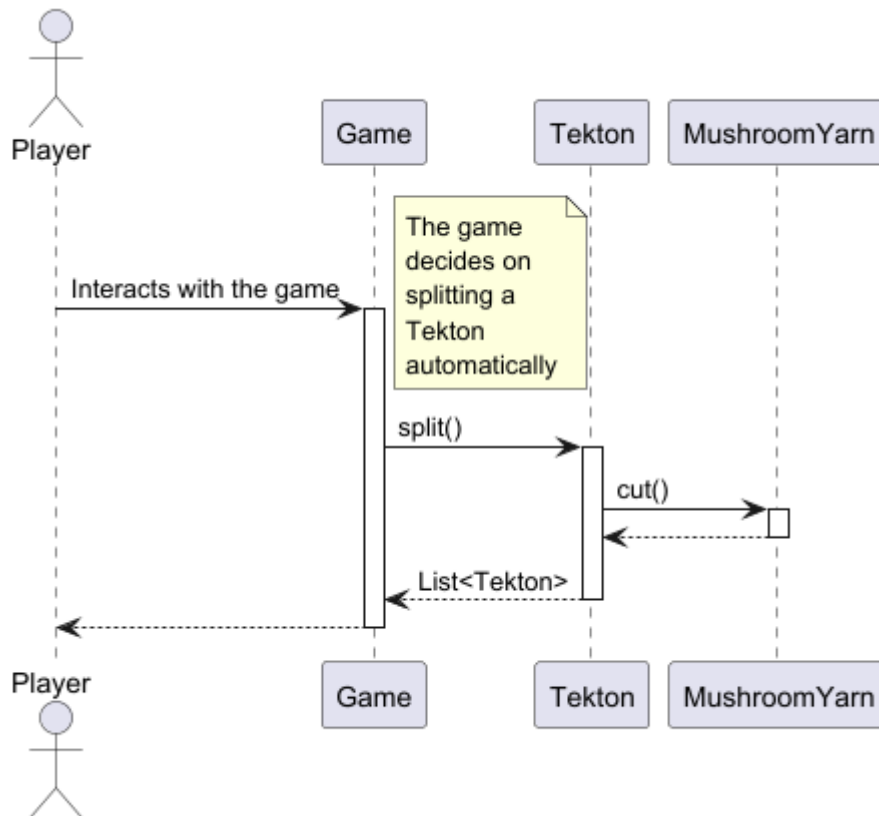 Player
Game
Tekton
MushroomYarn
The game
decides on
splitting a
Tekton
automatically
Interacts with the game
split()
cut()
List<Tekton>
Player
Game
Tekton
MushroomYarn